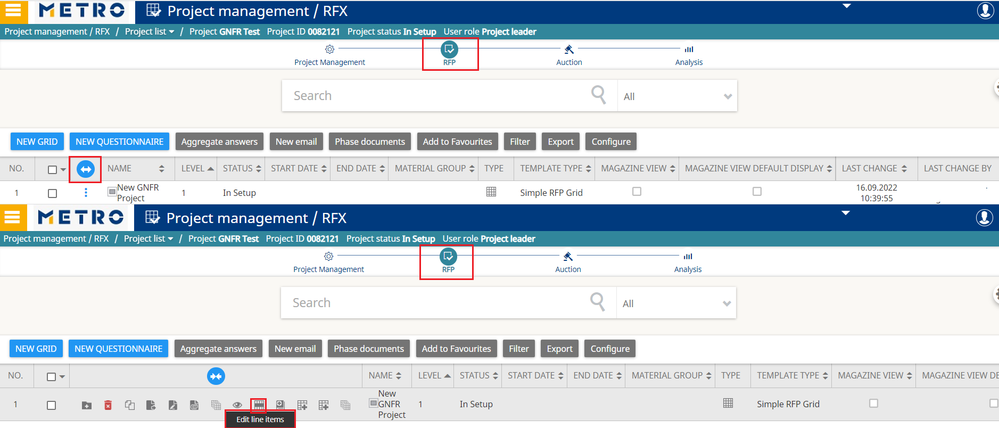 METRO Project management / RFX
Project management / RFX / Project list / Project GNFR Test Project ID 0082121 Project status In Setup User role Project leader
Project Management RFP Auction Analysis
Search All
NEW GRID NEW QUESTIONNAIRE Aggregate answers New email Phase documents Add to Favourites Filter Export Configure
NO. NAME LEVEL STATUS START DATE END DATE MATERIAL GROUP TYPE TEMPLATE TYPE MAGAZINE VIEW MAGAZINE VIEW DEFAULT DISPLAY LAST CHANGE LAST CHANGE BY
1 New GNFR Project 1 In Setup Simple RFP Grid 16.09.2022 10:39:55
METRO Project management / RFX
Project management / RFX / Project list / Project GNFR Test Project ID 0082121 Project status In Setup User role Project leader
Project Management RFP Auction Analysis
Search All
NEW GRID NEW QUESTIONNAIRE Aggregate answers New email Phase documents Add to Favourites Filter Export Configure
NO. NAME LEVEL STATUS START DATE END DATE MATERIAL GROUP TYPE TEMPLATE TYPE MAGAZINE VIEW MAGAZINE VIEW DE
1 New GNFR Project 1 In Setup Simple RFP Grid
Edit line items